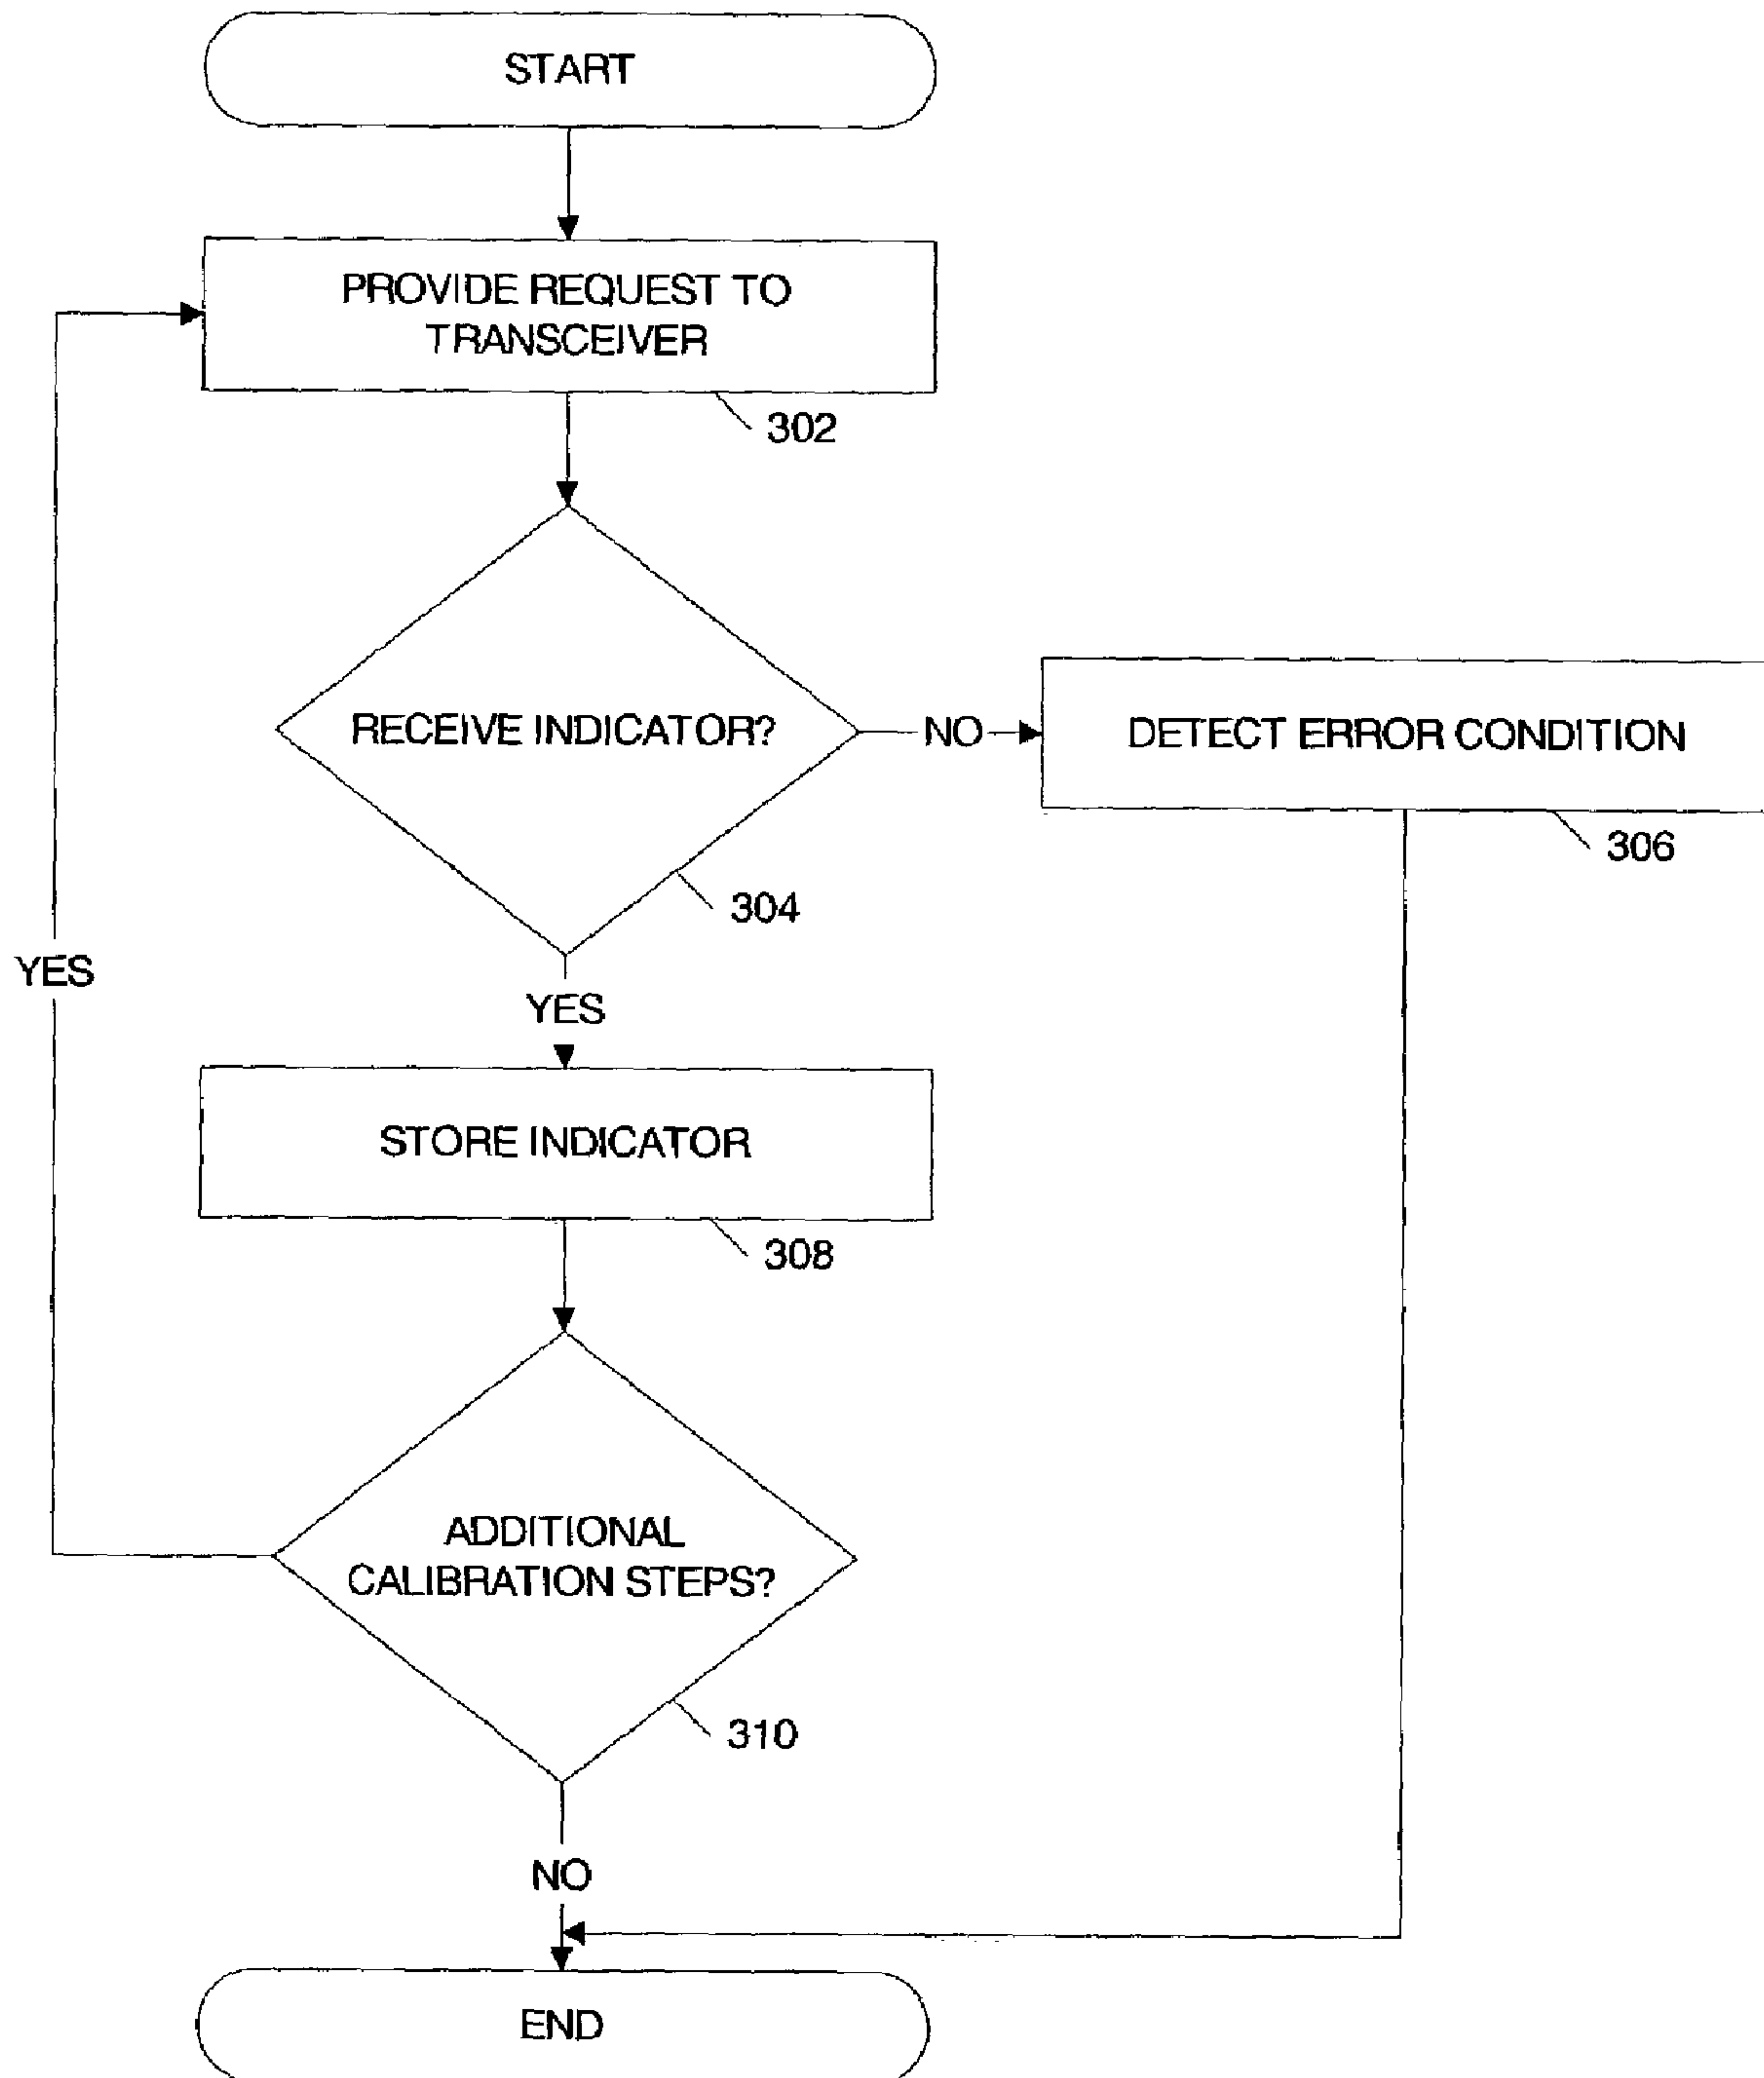 START
PROVIDE REQUEST TO
TRANSCEIVER
302
RECEIVE INDICATOR?
NO
DETECT ERROR CONDITION
306
304
YES
YES
STORE INDICATOR
308
ADDITIONAL
CALIBRATION STEPS?
310
NO
END